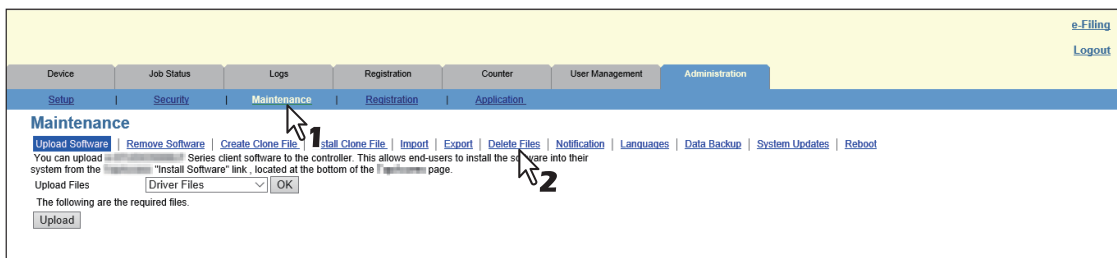 e-Filing
Logout
Device Job Status Logs Registration Counter User Management Administration
Setup | Security | Maintenance | Registration | Application
1
Maintenance
Upload Software | Remove Software | Create Clone File | stall Clone File | Import | Export | Delete Files | Notification | Languages | Data Backup | System Updates | Reboot
You can upload Series client software to the controller. This allows end-users to install the software into their
system from the "Install Software" link , located at the bottom of the page.
2
Upload Files Driver Files OK
The following are the required files.
Upload